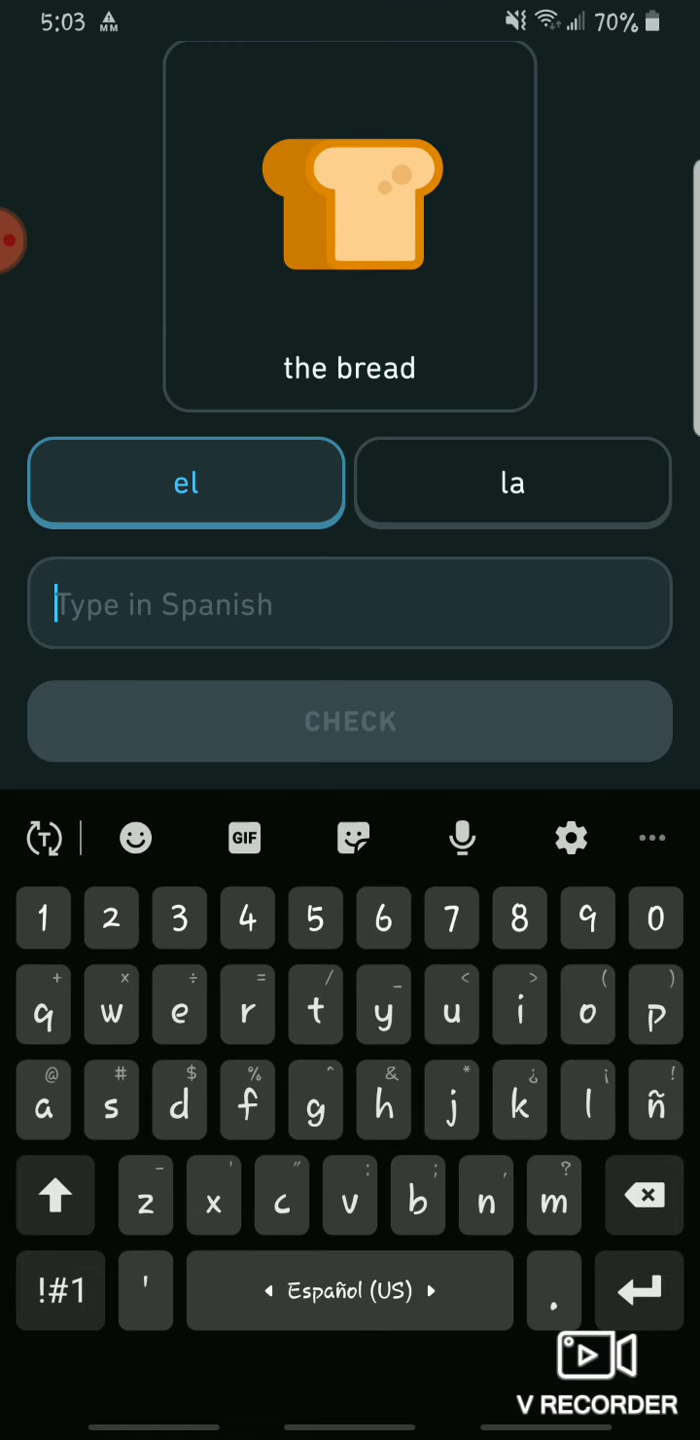 5:03 MM 70%
the bread
el la
Type in Spanish
CHECK
T GIF ...
1 2 3 4 5 6 7 8 9 0
+ × ÷ = / _ < > ( )
q w e r t y u i o p
@ # $ % ^ & * ¿ ¡ !
a s d f g h j k l ñ
- ' " : ; , ?
z x c v b n m
!#1 ' Español (US) .
V RECORDER